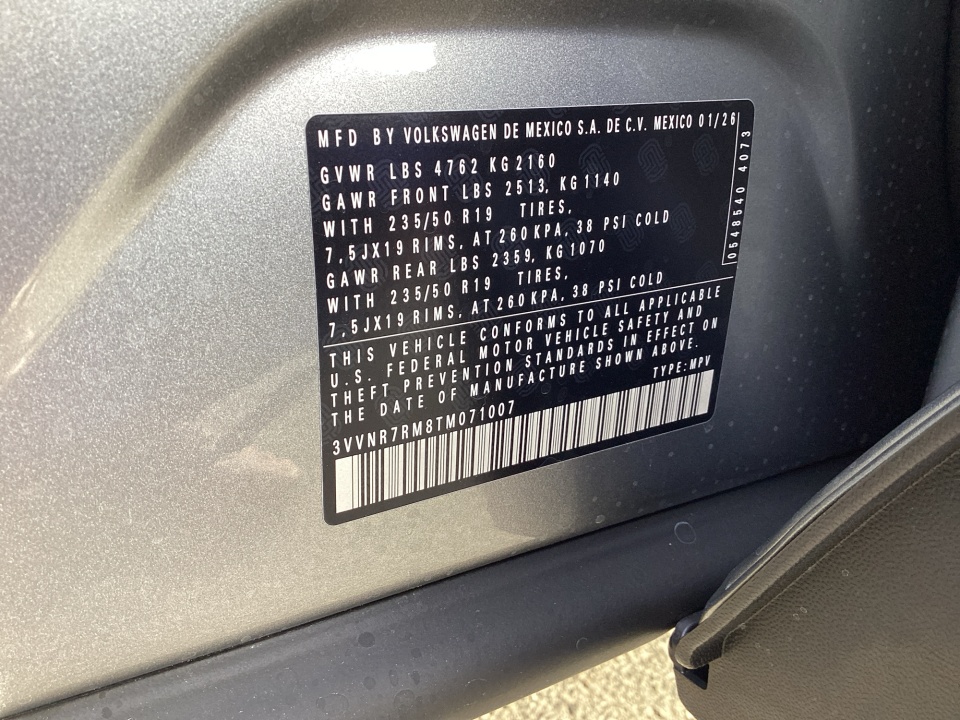 MFD BY VOLKSWAGEN DE MEXICO S.A. DE C.V. MEXICO 01/26
GVWR LBS 4762 KG 2160
GAWR FRONT LBS 2513, KG 1140
WITH 235/50 R19 TIRES,
7,5JX19 RIMS, AT 260 KPA, 38 PSI COLD
GAWR REAR LBS 2359, KG 1070
WITH 235/50 R19 TIRES,
7,5JX19 RIMS, AT 260 KPA, 38 PSI COLD
0548540 4073
THIS VEHICLE CONFORMS TO ALL APPLICABLE
U.S. FEDERAL MOTOR VEHICLE SAFETY AND
THEFT PREVENTION STANDARDS IN EFFECT ON
THE DATE OF MANUFACTURE SHOWN ABOVE.
TYPE:MPV
3VVNR7RM8TM071007